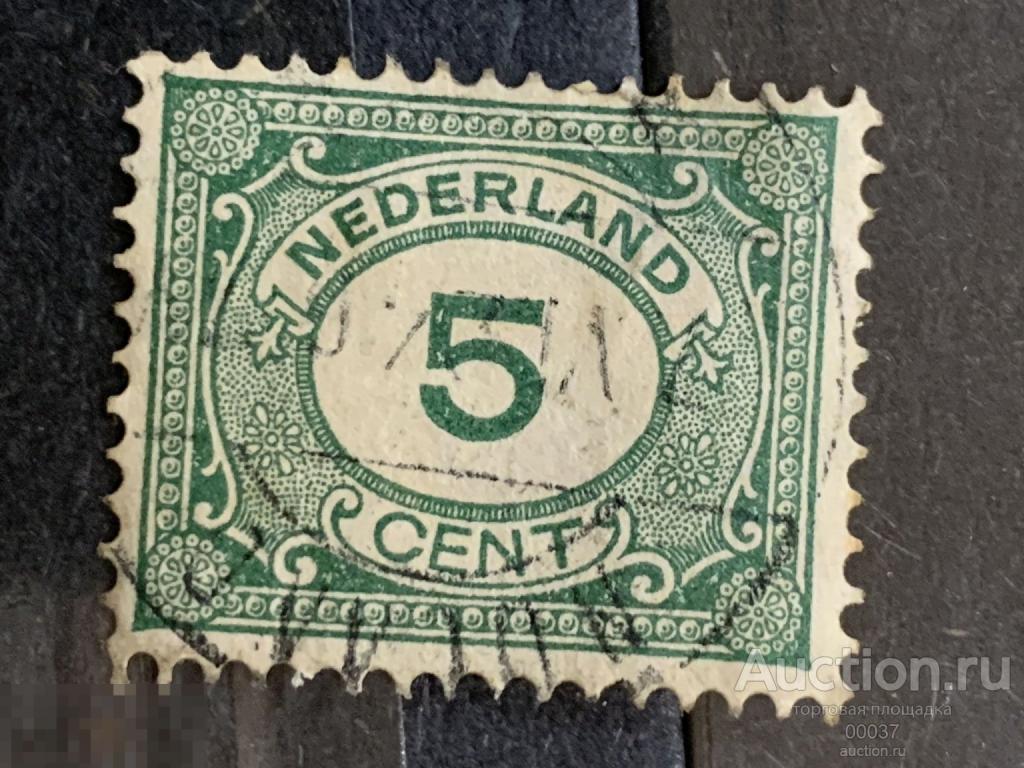 NEDERLAND
5
CENT
Auction.ru
торговая площадка
00037
auction.ru